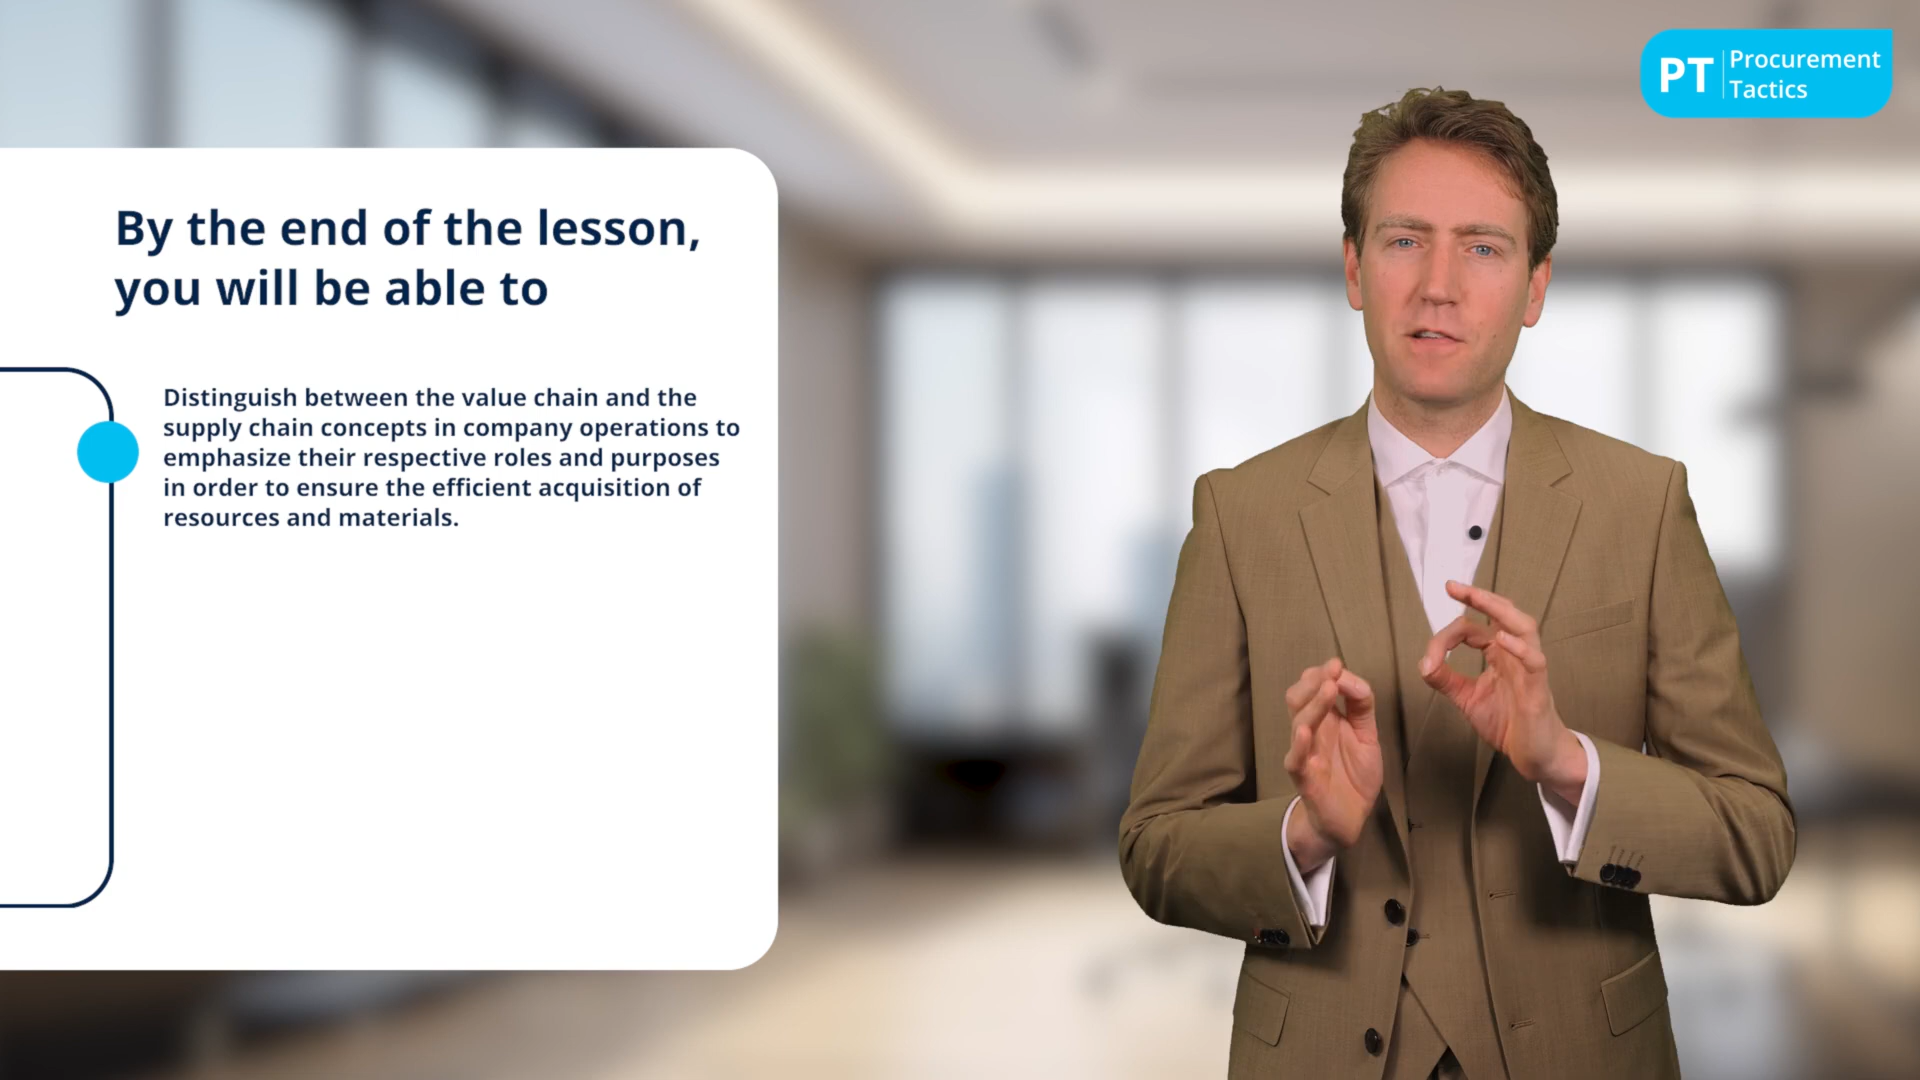 PT
Procurement
Tactics
By the end of the lesson,
you will be able to
Distinguish between the value chain and the
supply chain concepts in company operations to
emphasize their respective roles and purposes
in order to ensure the efficient acquisition of
resources and materials.